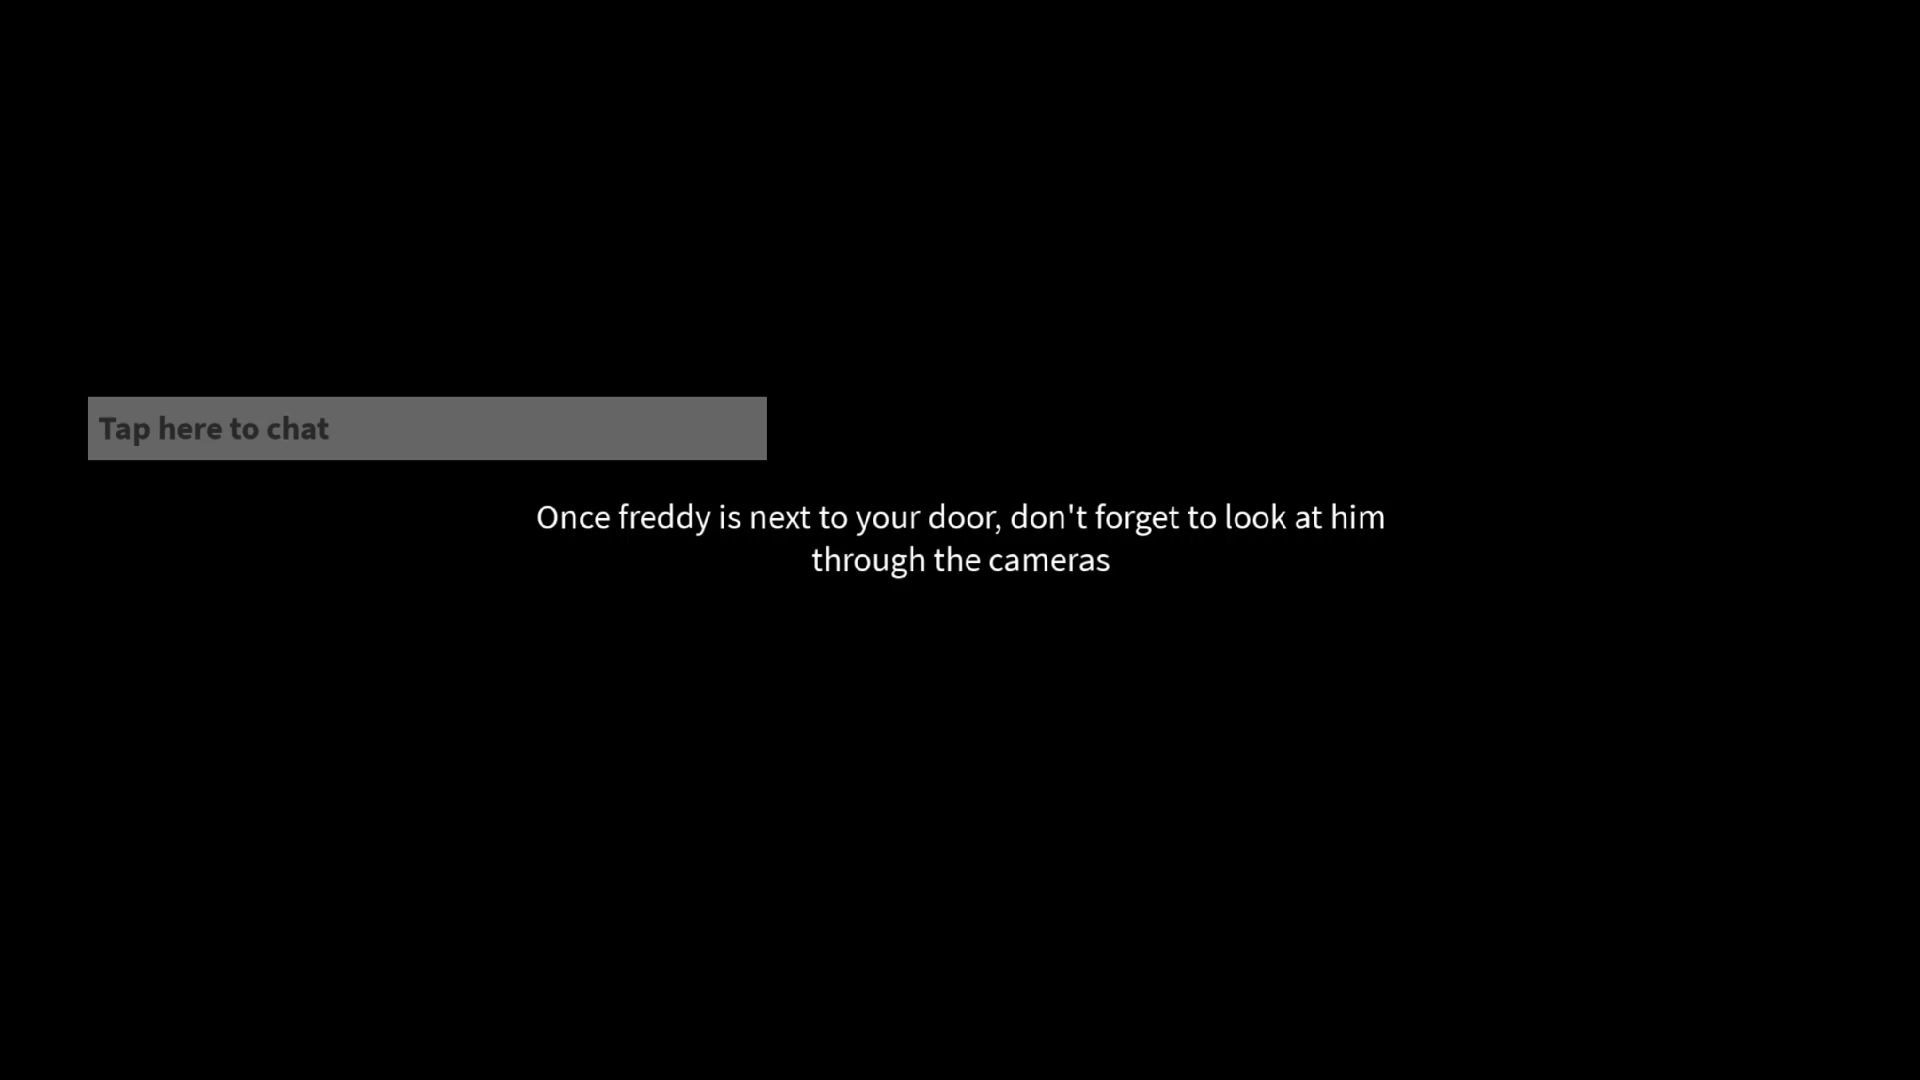 Tap here to chat
Once freddy is next to your door, don't forget to look at him
through the cameras